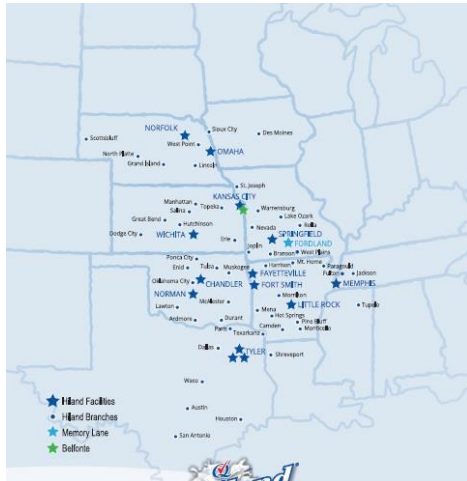 NORFOLK
Sioux City
Scottsbluff
Des Moines
West Point
OMAHA
North Platte
Grand Island
Lincoln
St. Joseph
KANSAS CITY
Manhattan
Topeka
Warrensburg
Salina
Lake Ozark
Great Bend
Hutchinson
Nevada
Rolla
Dodge City
WICHITA
Erie
SPRINGFIELD
FORDLAND
Joplin
Branson
West Plains
Ponca City
Harrison
Mt. Home
Paragould
Enid
Tulsa
Muskogee
FAYETTEVILLE
Fulton
Jackson
Oklahoma City
CHANDLER
FORT SMITH
MEMPHIS
NORMAN
Morrilton
McAlester
LITTLE ROCK
Lawton
Mena
Hot Springs
Tupelo
Ardmore
Durant
Pine Bluff
Camden
Monticello
Paris
Texarkana
Dallas
TYLER
Shreveport
Waco
Austin
Houston
San Antonio
Hiland Facilities
Hiland Branches
Memory Lane
Belfonte